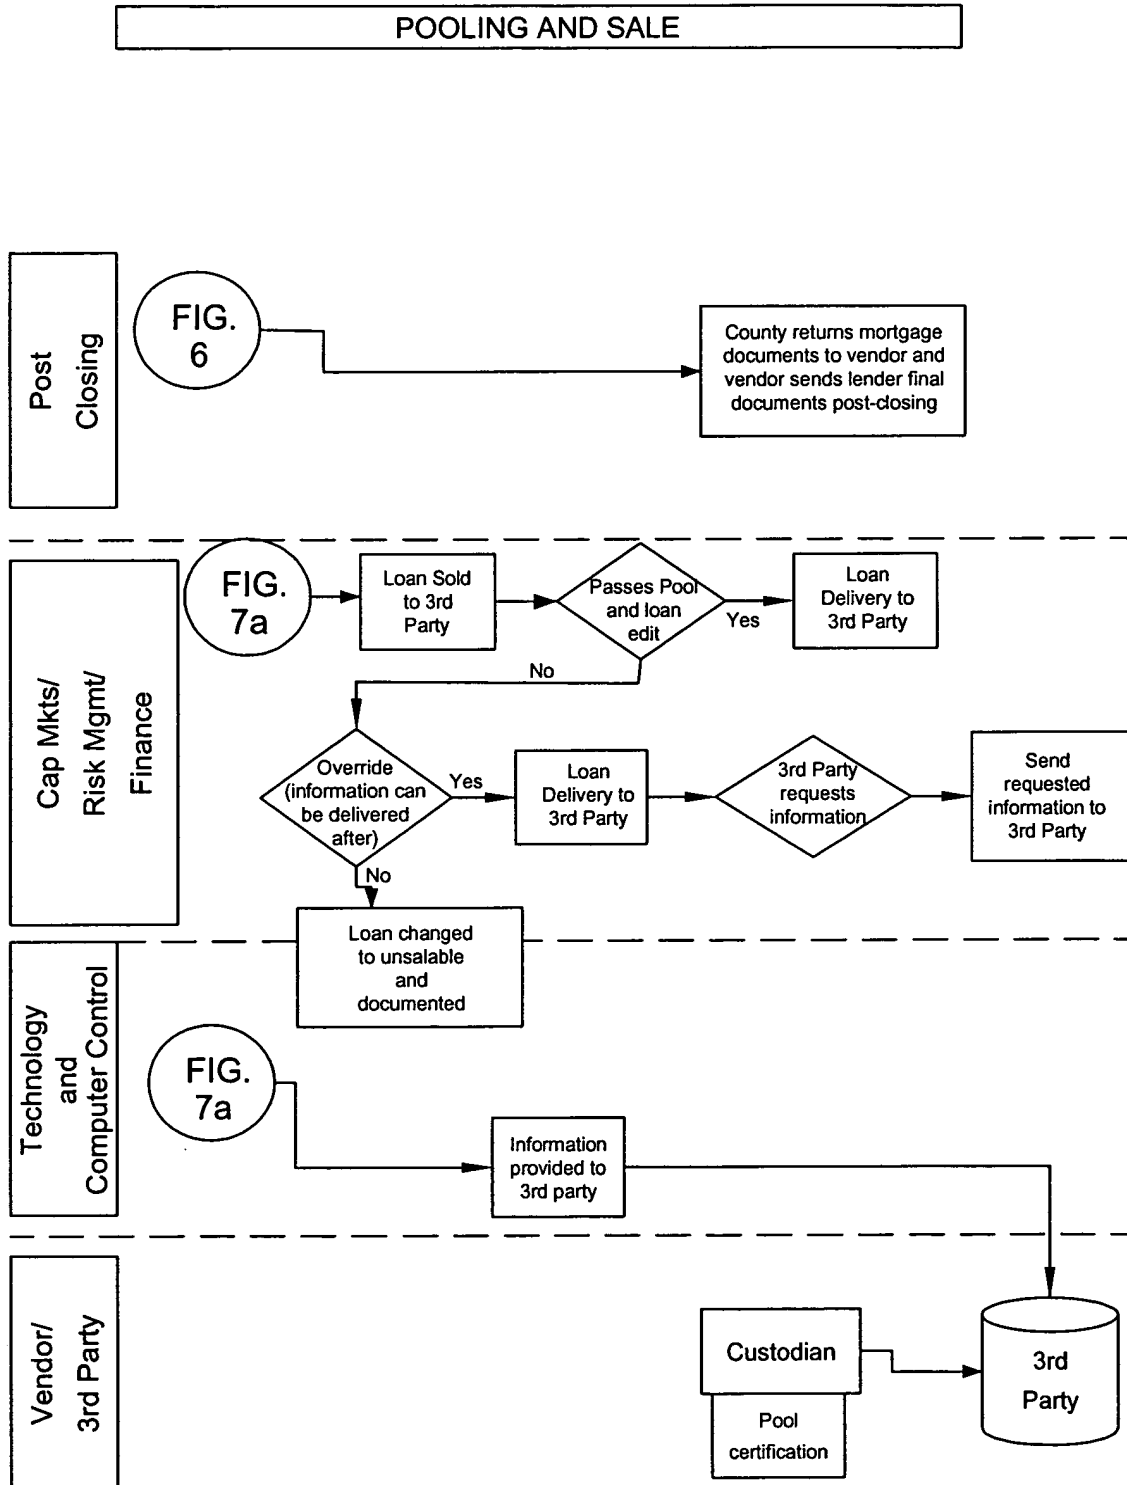 POOLING AND SALE
Post
Closing
FIG.
6
County returns mortgage
documents to vendor and
vendor sends lender final
documents post-closing
Cap Mkts/
Risk Mgmt/
Finance
FIG.
7a
Loan Sold
to 3rd
Party
Passes Pool
and loan
edit
Yes
Loan
Delivery to
3rd Party
No
Override
(information can
be delivered
after)
Yes
Loan
Delivery to
3rd Party
3rd Party
requests
information
Send
requested
information to
3rd Party
No
Loan changed
to unsalable
and
documented
Technology
and
Computer Control
FIG.
7a
Information
provided to
3rd party
Vendor/
3rd Party
Custodian
Pool
certification
3rd
Party